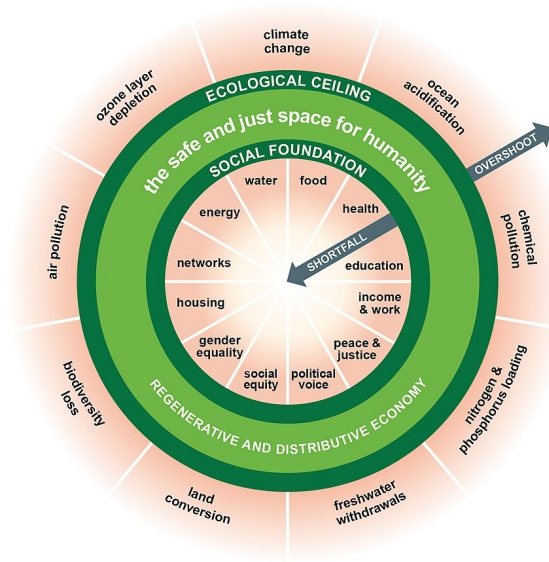 climate
change
ozone layer
depletion
ocean
acidification
ECOLOGICAL CEILING
the safe and just space for humanity
SOCIAL FOUNDATION
OVERSHOOT
water
food
energy
health
SHORTFALL
air pollution
chemical
pollution
networks
education
housing
income
& work
gender
equality
peace &
justice
social
equity
political
voice
biodiversity
loss
nitrogen &
phosphorus loading
REGENERATIVE AND DISTRIBUTIVE ECONOMY
land
conversion
freshwater
withdrawals